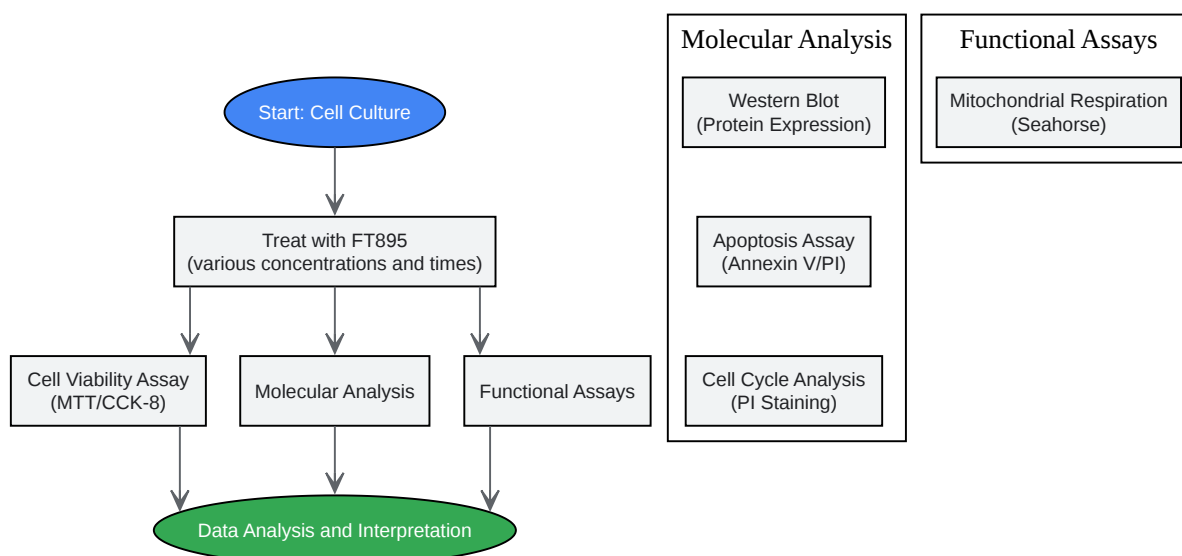 Start: Cell Culture
Treat with FT895
(various concentrations and times)
Cell Viability Assay
(MTT/CCK-8)
Molecular Analysis
Functional Assays
Data Analysis and Interpretation
Molecular Analysis
Western Blot
(Protein Expression)
Apoptosis Assay
(Annexin V/PI)
Cell Cycle Analysis
(PI Staining)
Functional Assays
Mitochondrial Respiration
(Seahorse)